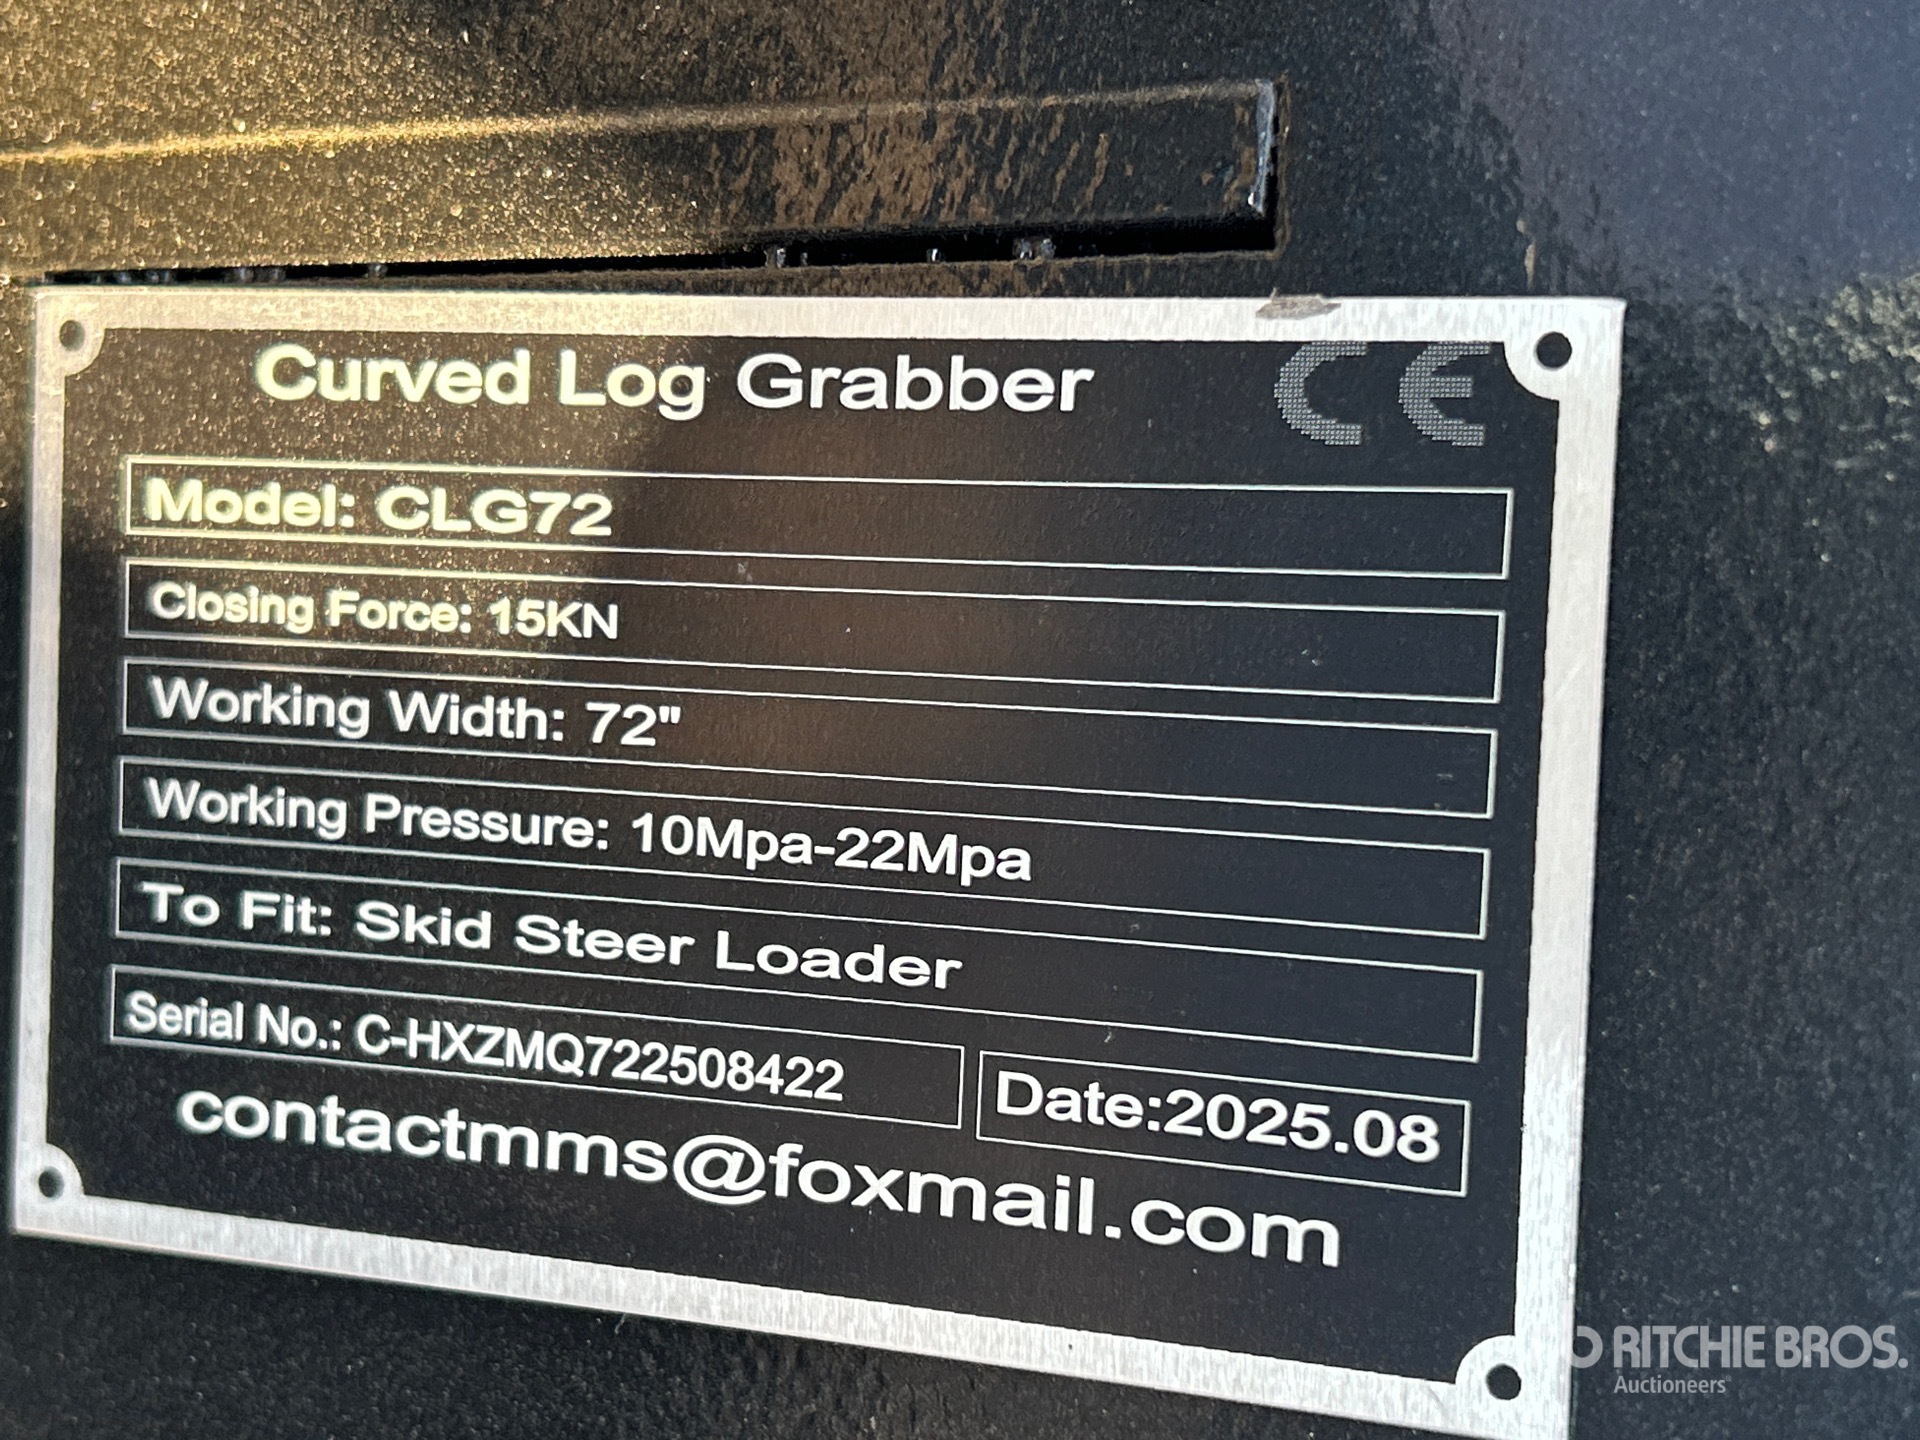 Curved Log Grabber CE
Model: CLG72
Closing Force: 15KN
Working Width: 72"
Working Pressure: 10Mpa-22Mpa
To Fit: Skid Steer Loader
Serial No.: C-HXZMQ722508422 Date:2025.08
contactmms@foxmail.com
RITCHIE BROS.
Auctioneers